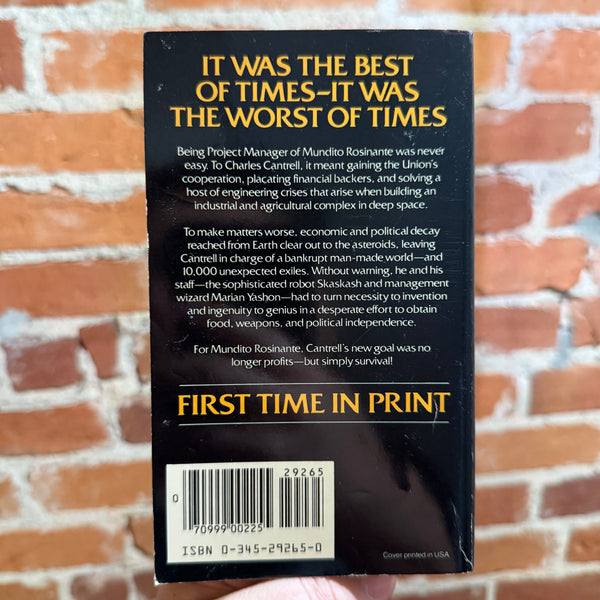 IT WAS THE BEST
OF TIMES–IT WAS
THE WORST OF TIMES
Being Project Manager of Mundito Rosinante was never
easy. To Charles Cantrell, it meant gaining the Union's
cooperation, placating financial backers, and solving a
host of engineering crises that arise when building an
industrial and agricultural complex in deep space.
To make matters worse, economic and political decay
reached from Earth clear out to the asteroids, leaving
Cantrell in charge of a bankrupt man-made world—and
10,000 unexpected exiles. Without warning, he and his
staff—the sophisticated robot Skaskash and management
wizard Marian Yashon—had to turn necessity to invention
and ingenuity to genius in a desperate effort to obtain
food, weapons, and political independence.
For Mundito Rosinante, Cantrell's new goal was no
longer profits—but simply survival!
FIRST TIME IN PRINT
29265
0
70999 00225
ISBN 0-345-29265-0
Cover printed in USA